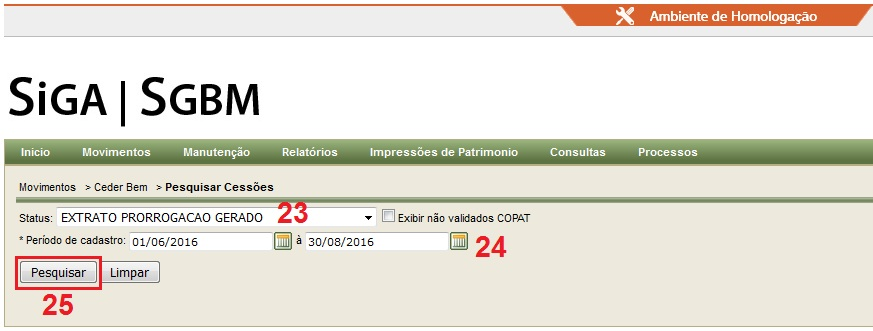 Ambiente de Homologação
SiGA | SGBM
Inicio Movimentos Manutenção Relatórios Impressões de Patrimonio Consultas Processos
Movimentos > Ceder Bem > Pesquisar Cessões
Status: EXTRATO PRORROGACAO GERADO 23 Exibir não validados COPAT
* Período de cadastro: 01/06/2016 à 30/08/2016 24
Pesquisar Limpar
25